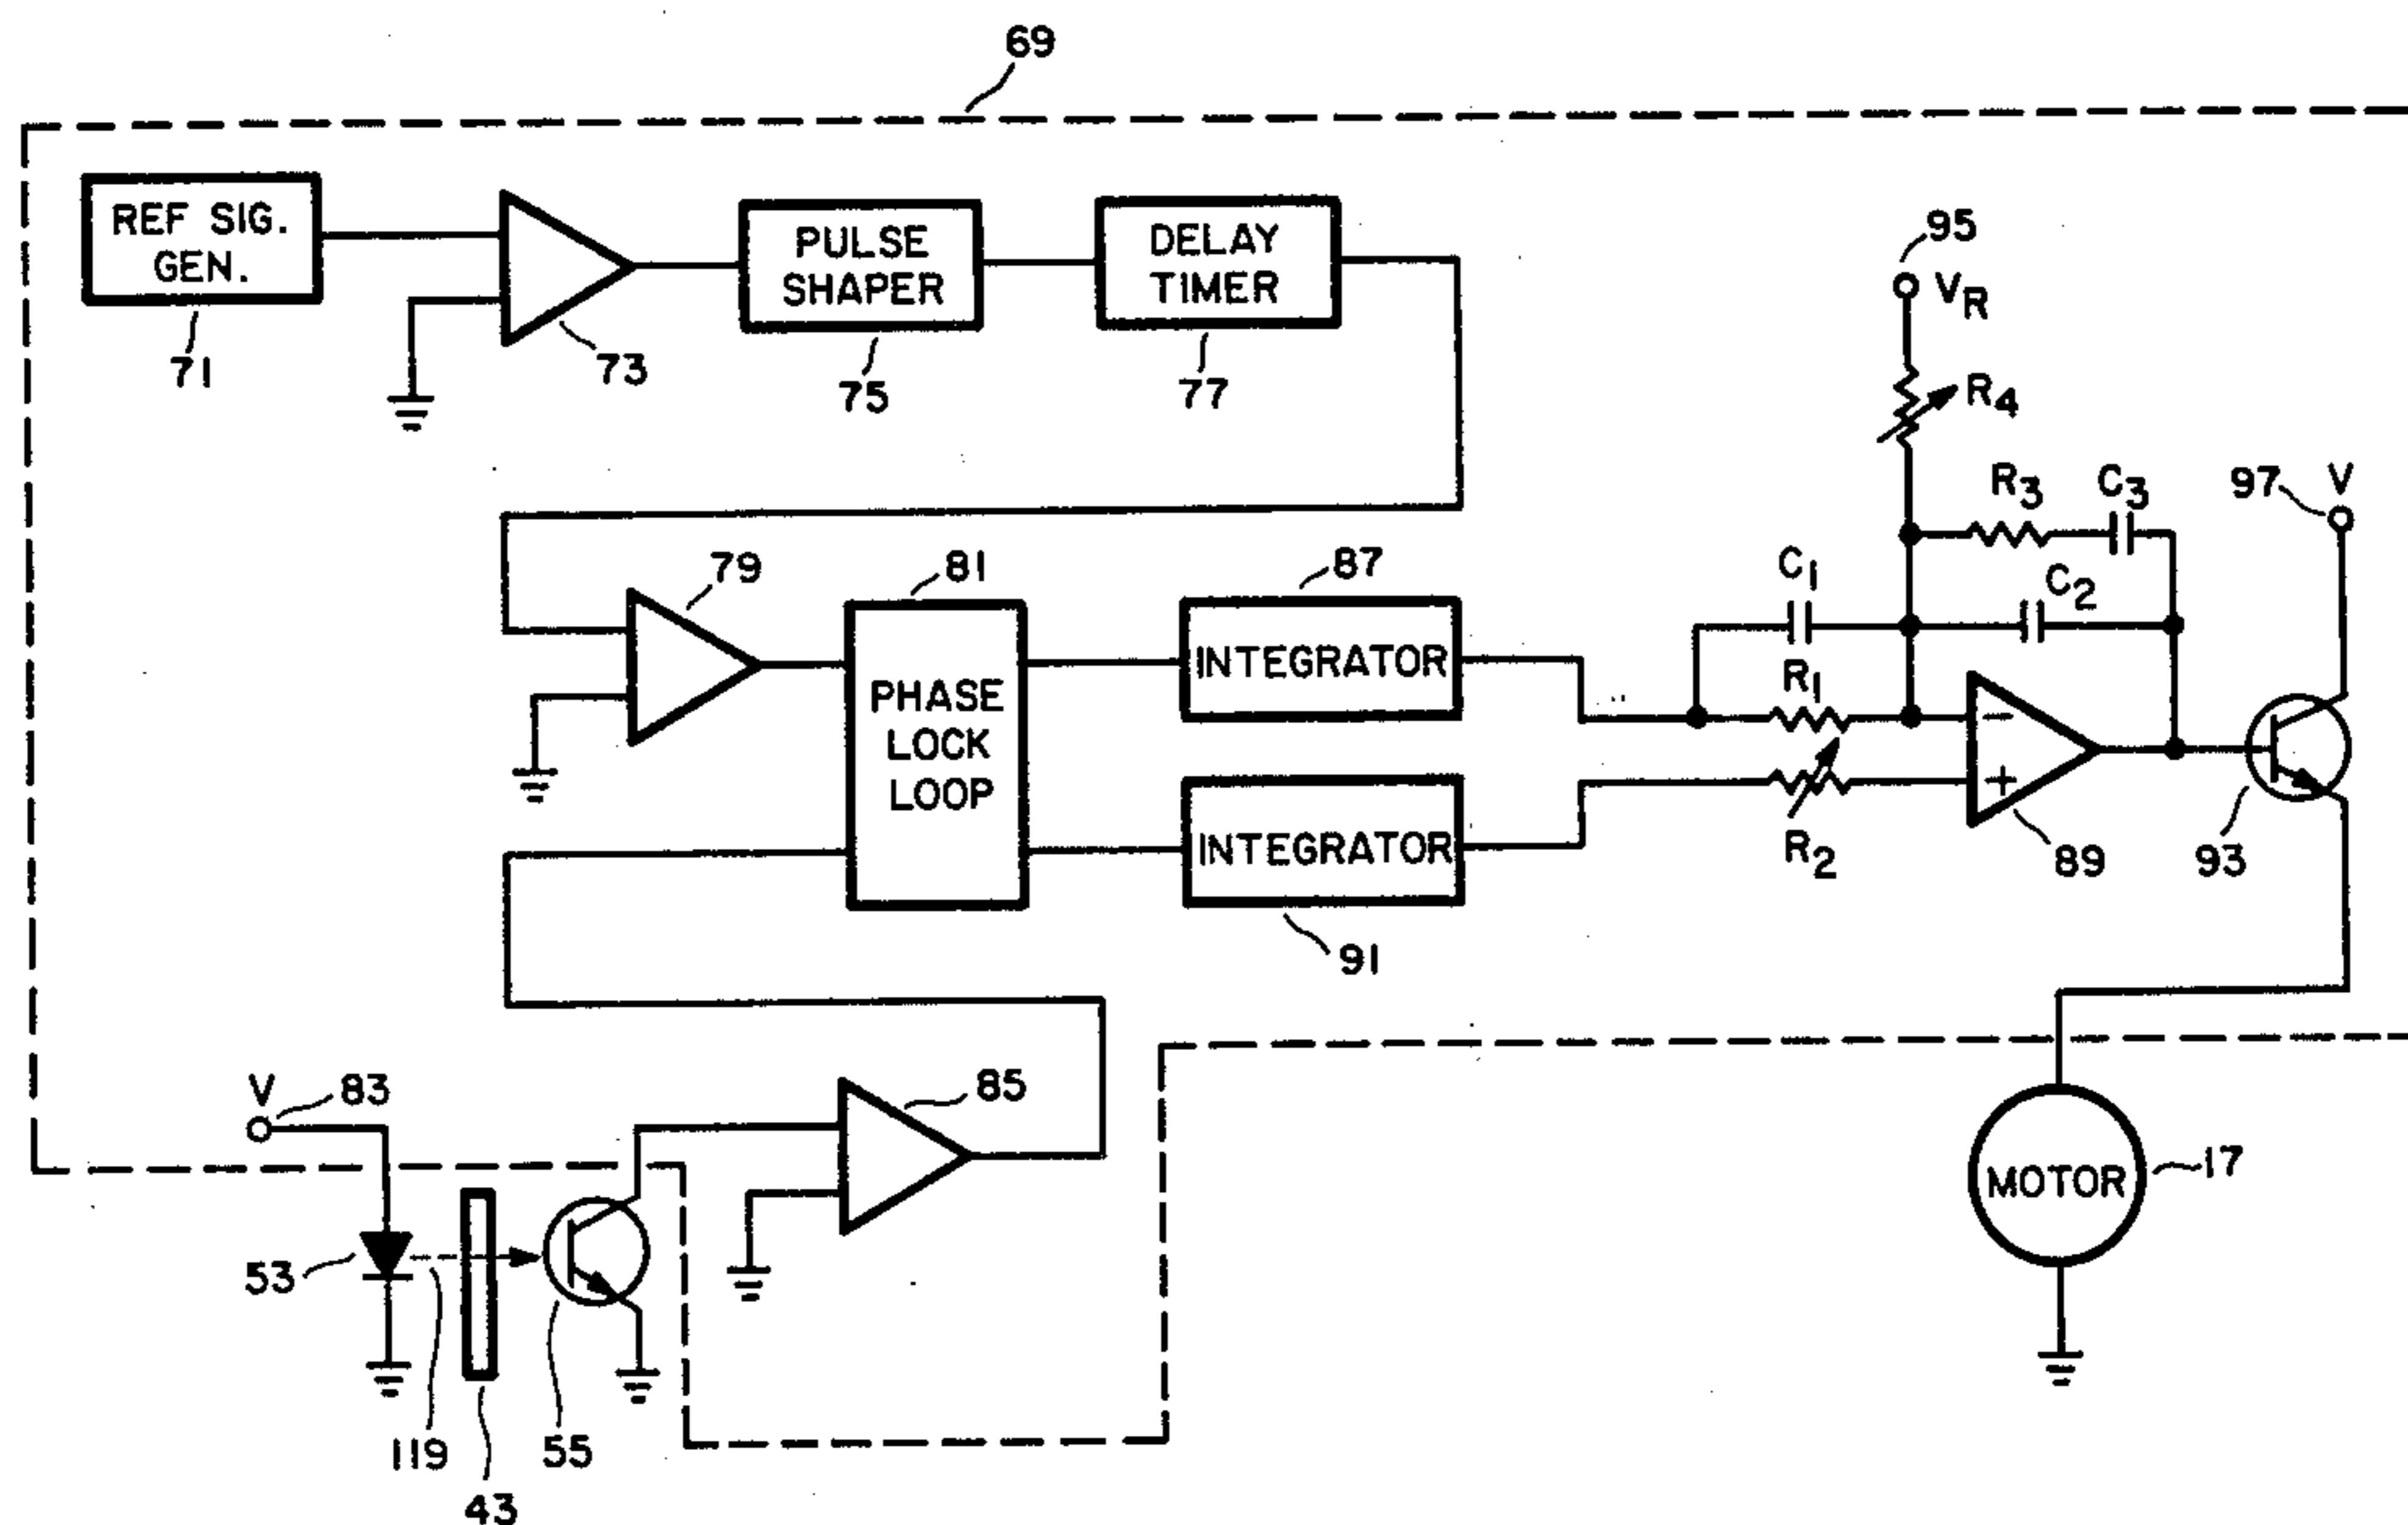 69
REF SIG.
GEN.
71
73
PULSE
SHAPER
75
DELAY
TIMER
77
95
VR
R4
R3
C3
97
V
79
81
PHASE
LOCK
LOOP
87
INTEGRATOR
C1
C2
R1
R2
INTEGRATOR
91
89
93
V
83
85
MOTOR
17
53
119
43
55